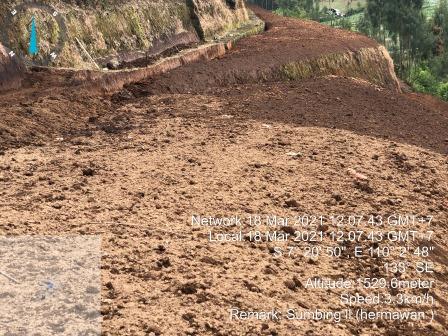 Network 18 Mar 2021 12.07.43 GMT+7
Local 18 Mar 2021 12.07.43 GMT+7
S 7° 20' 50", E 110° 2' 48"
138° SE
Altitude:1529.6meter
Speed:3.3km/h
Remark: Sumbing II (hermawan )